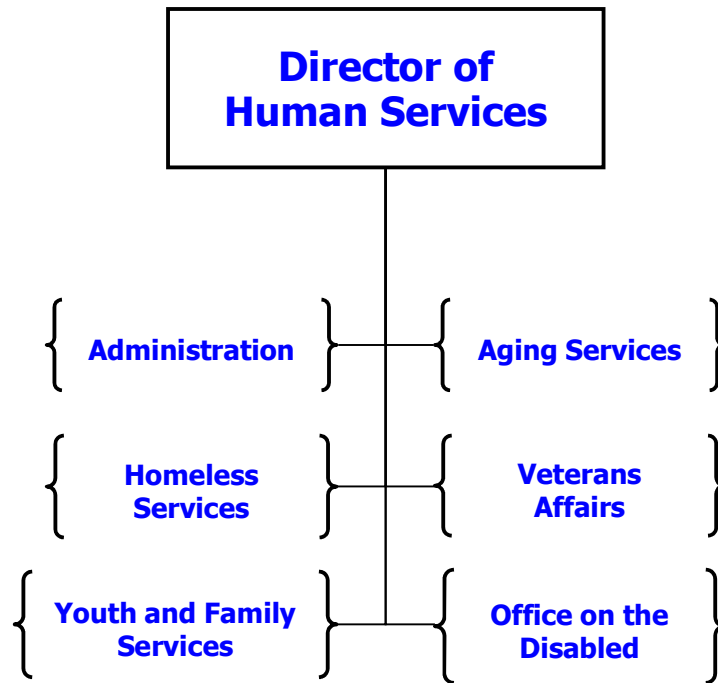 Director of
Human Services
Administration
Aging Services
Homeless
Services
Veterans
Affairs
Youth and Family
Services
Office on the
Disabled